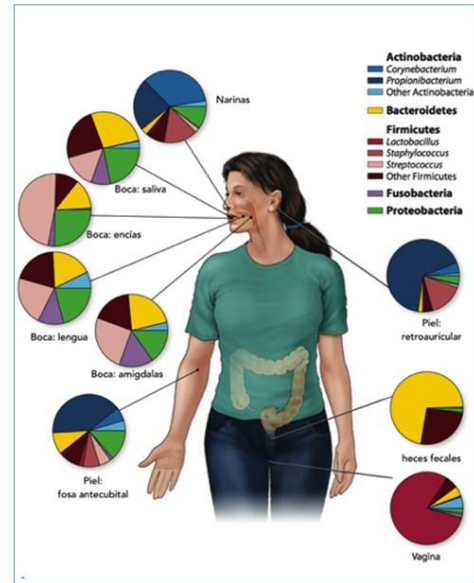 Narinas
Actinobacteria
Corynebacterium
Propionibacterium
Other Actinobacteria
Bacteroidetes
Firmicutes
Lactobacillus
Staphylococcus
Streptococcus
Other Firmicutes
Fusobacteria
Proteobacteria
Boca: saliva
Boca: encías
Boca: lengua
Boca: amigdalas
Piel:
fosa antecubital
Piel:
retroauricular
heces fecales
Vagina